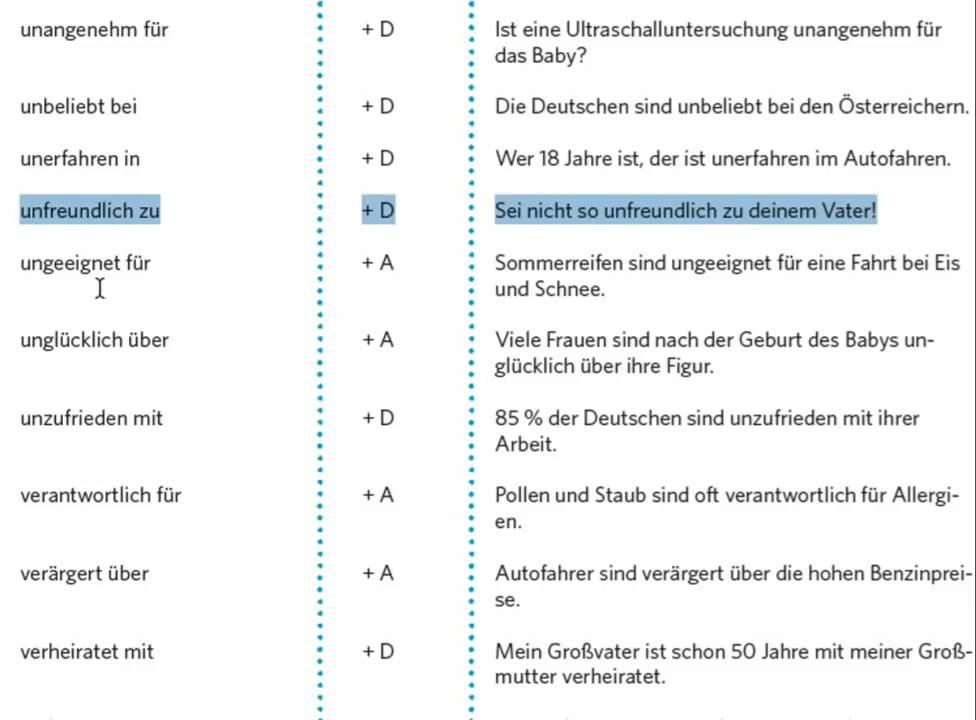 unangenehm für + D Ist eine Ultraschalluntersuchung unangenehm für
das Baby?
unbeliebt bei + D Die Deutschen sind unbeliebt bei den Österreichern.
unerfahren in + D Wer 18 Jahre ist, der ist unerfahren im Autofahren.
unfreundlich zu + D Sei nicht so unfreundlich zu deinem Vater!
ungeeignet für + A Sommerreifen sind ungeeignet für eine Fahrt bei Eis
und Schnee.
unglücklich über + A Viele Frauen sind nach der Geburt des Babys un-
glücklich über ihre Figur.
unzufrieden mit + D 85 % der Deutschen sind unzufrieden mit ihrer
Arbeit.
verantwortlich für + A Pollen und Staub sind oft verantwortlich für Allergi-
en.
verärgert über + A Autofahrer sind verärgert über die hohen Benzinprei-
se.
verheiratet mit + D Mein Großvater ist schon 50 Jahre mit meiner Groß-
mutter verheiratet.